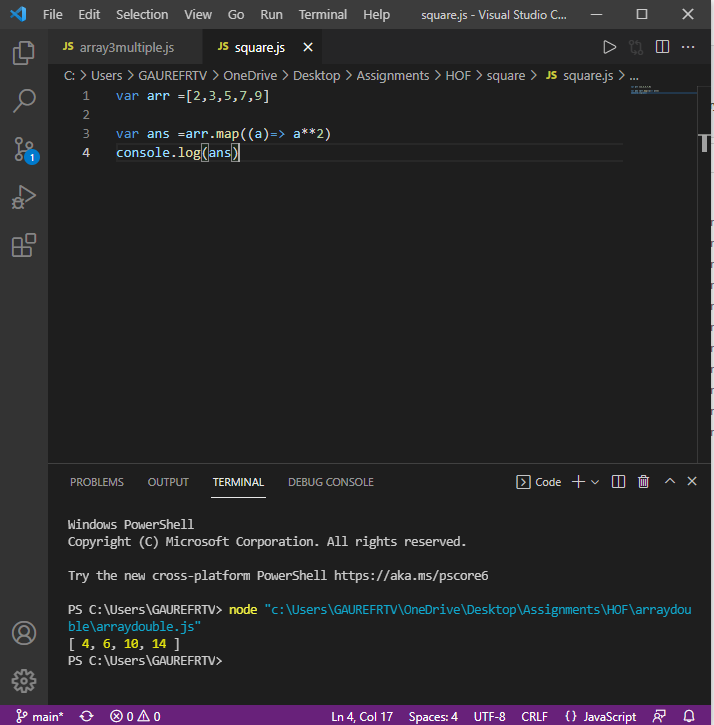 File Edit Selection View Go Run Terminal Help square.js - Visual Studio C...
JS array3multiple.js JS square.js
C: > Users > GAUREFRTV > OneDrive > Desktop > Assignments > HOF > square > JS square.js > ...
1 var arr =[2,3,5,7,9]
2
3 var ans =arr.map((a)=> a**2)
4 console.log(ans)
1
PROBLEMS OUTPUT TERMINAL DEBUG CONSOLE Code
Windows PowerShell
Copyright (C) Microsoft Corporation. All rights reserved.
Try the new cross-platform PowerShell https://aka.ms/pscore6
PS C:\Users\GAUREFRTV> node "c:\Users\GAUREFRTV\OneDrive\Desktop\Assignments\HOF\arraydou
ble\arraydouble.js"
[ 4, 6, 10, 14 ]
PS C:\Users\GAUREFRTV>
main* 0 0 Ln 4, Col 17 Spaces: 4 UTF-8 CRLF {} JavaScript